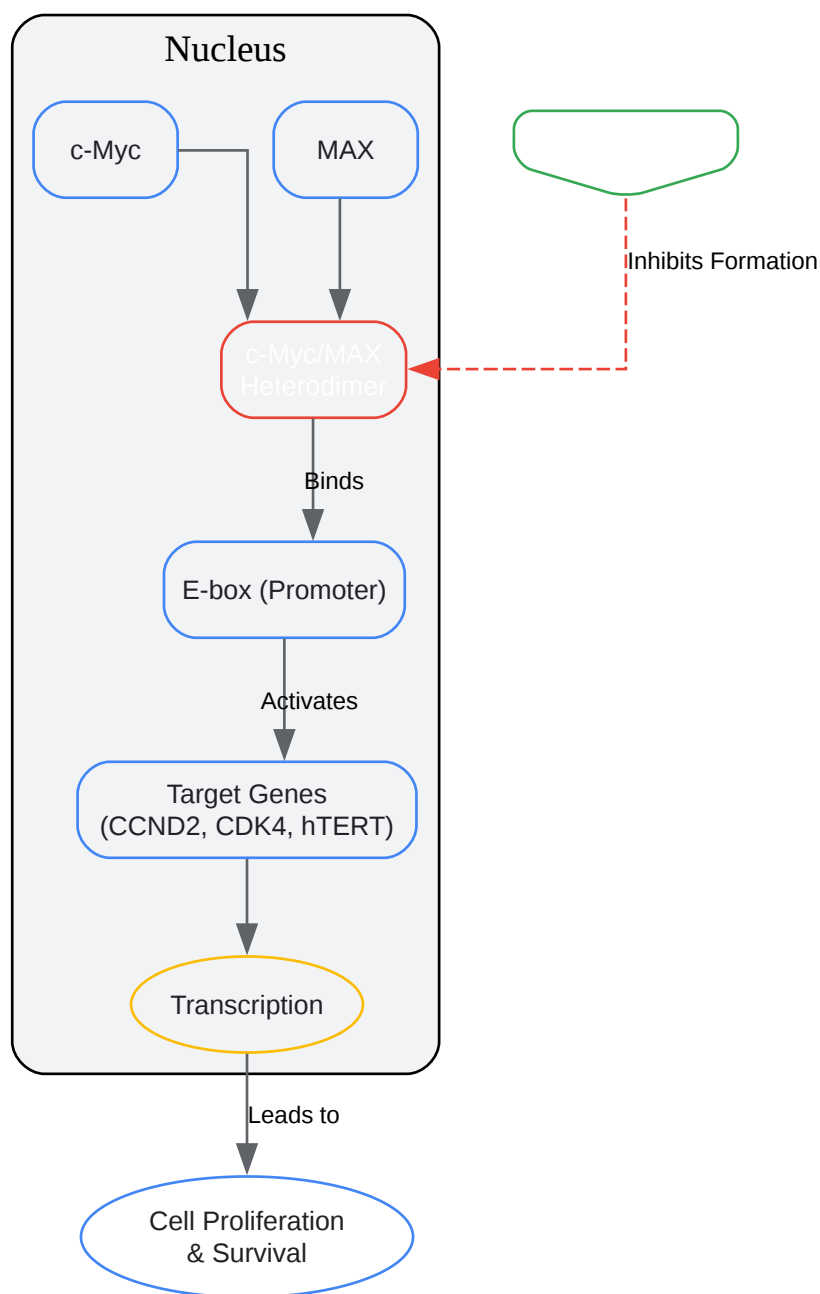 Nucleus
c-Myc
MAX
Inhibits Formation
c-Myc/MAX
Heterodimer
Binds
E-box (Promoter)
Activates
Target Genes
(CCND2, CDK4, hTERT)
Transcription
Leads to
Cell Proliferation
& Survival